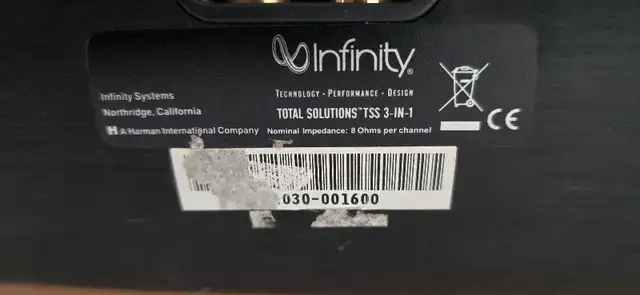 Infinity®
TECHNOLOGY · PERFORMANCE · DESIGN
Infinity Systems
Northridge, California
TOTAL SOLUTIONS™ TSS 3-IN-1
H A Harman International Company
Nominal Impedance: 8 Ohms per channel
CE
030-001600